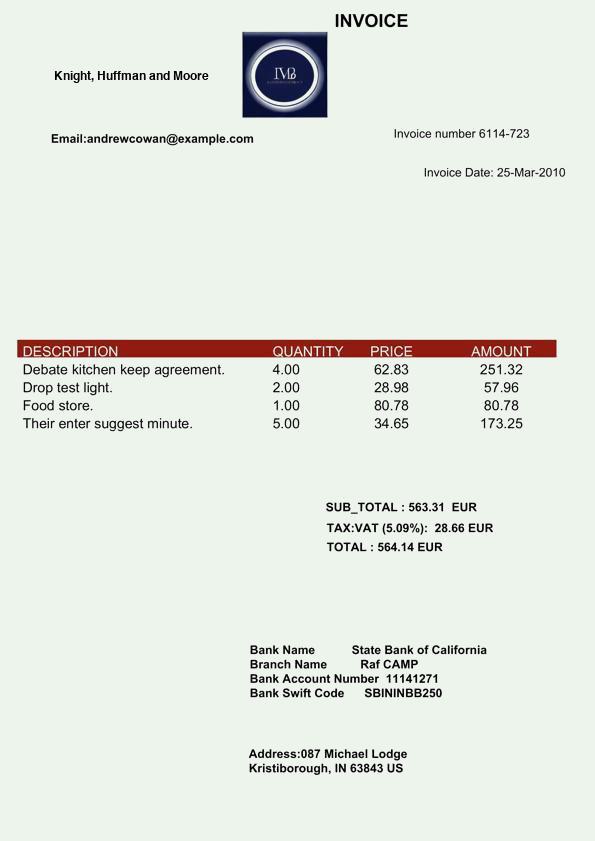 INVOICE
Knight, Huffman and Moore
Email:andrewcowan@example.com
Invoice number 6114-723
Invoice Date: 25-Mar-2010
DESCRIPTION QUANTITY PRICE AMOUNT
Debate kitchen keep agreement. 4.00 62.83 251.32
Drop test light. 2.00 28.98 57.96
Food store. 1.00 80.78 80.78
Their enter suggest minute. 5.00 34.65 173.25
SUB_TOTAL : 563.31 EUR
TAX:VAT (5.09%): 28.66 EUR
TOTAL : 564.14 EUR
Bank Name State Bank of California
Branch Name Raf CAMP
Bank Account Number 11141271
Bank Swift Code SBININBB250
Address:087 Michael Lodge
Kristiborough, IN 63843 US